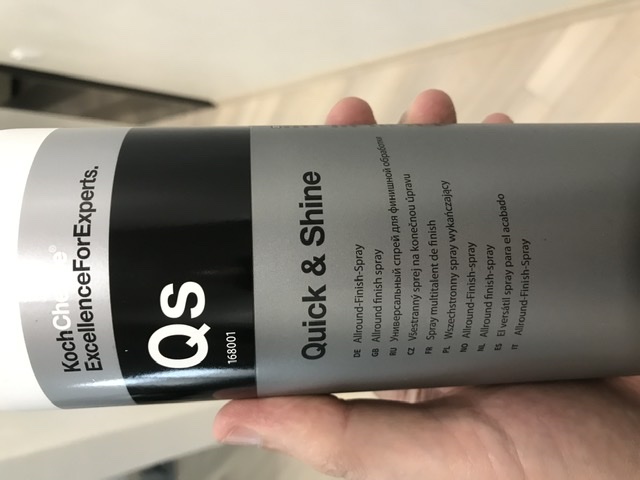 KochChemie®
ExcellenceForExperts.
Qs
168001
Quick & Shine
DE Allround-Finish-Spray
GB Allround finish spray
RU Универсальный спрей для финишной обработки
CZ Všestranný sprej na konečnou úpravu
FR Spray multitalent de finish
PL Wszechstronny spray wykańczający
NO Allround-Finish-spray
NL Allround finish-spray
ES El versátil spray para el acabado
IT Allround-Finish-Spray